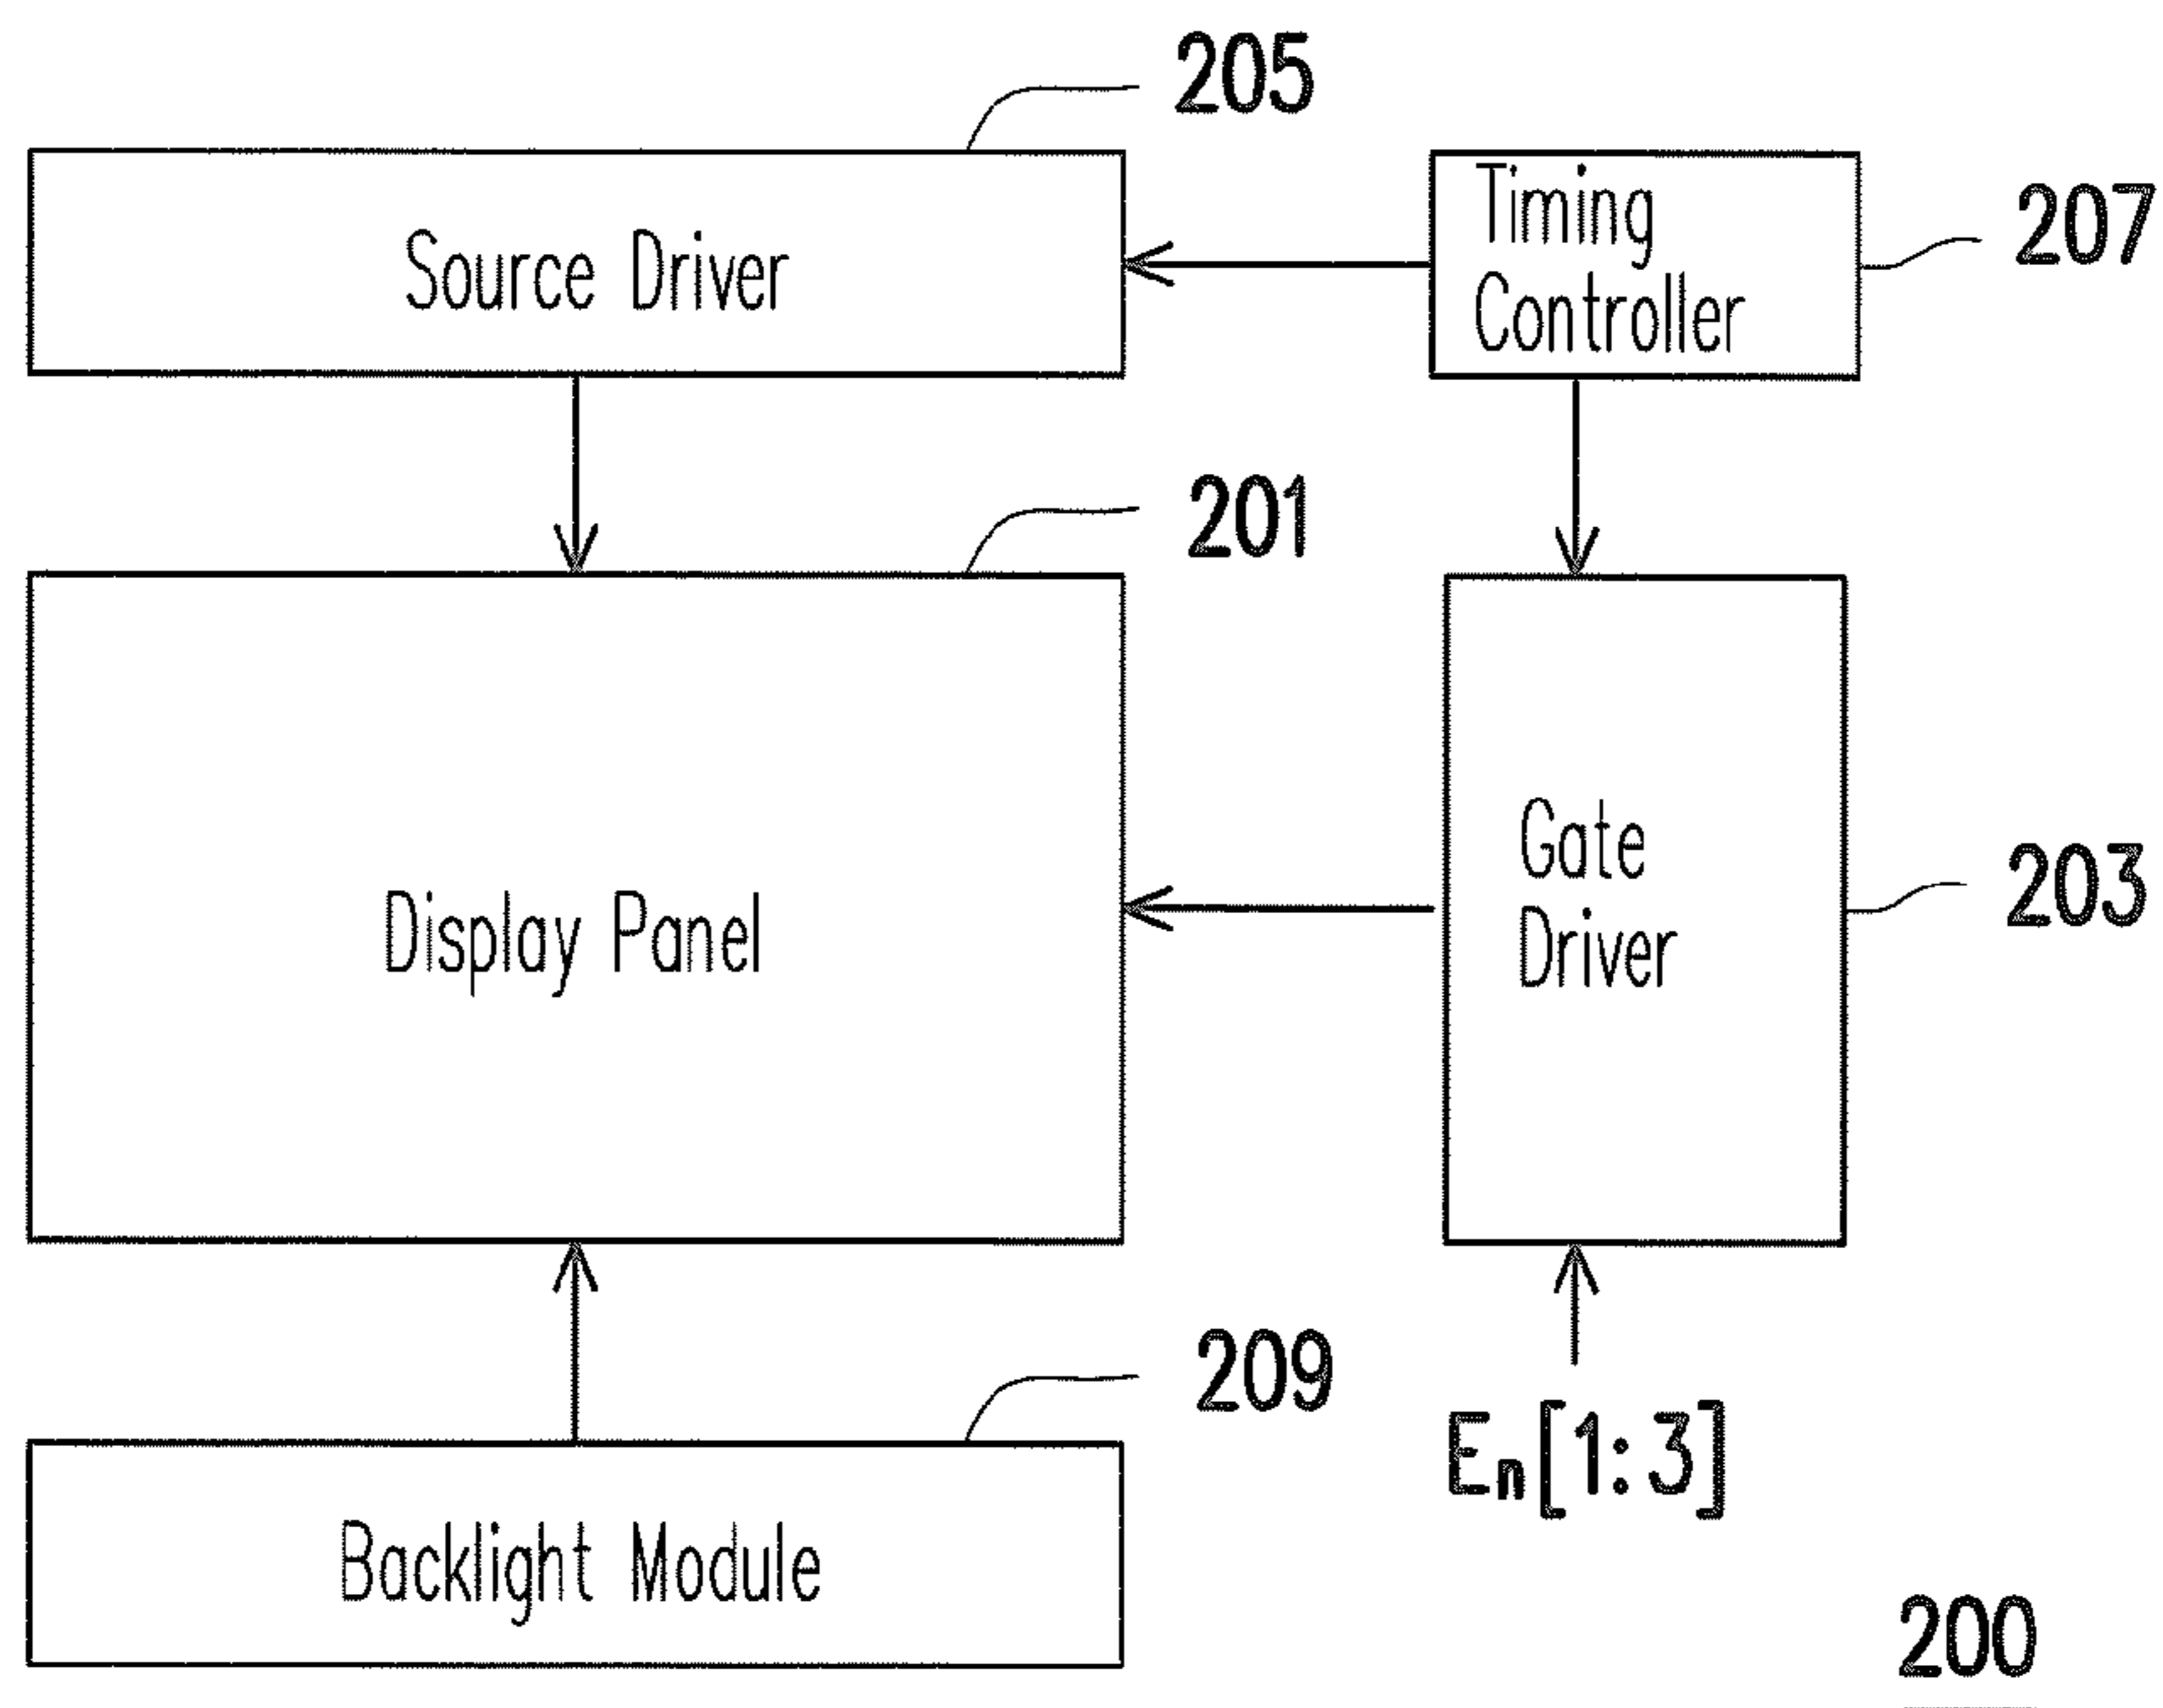 205
Source Driver
Timing
Controller
207
201
Display Panel
Gate
Driver
203
209
En[1:3]
Backlight Module
200